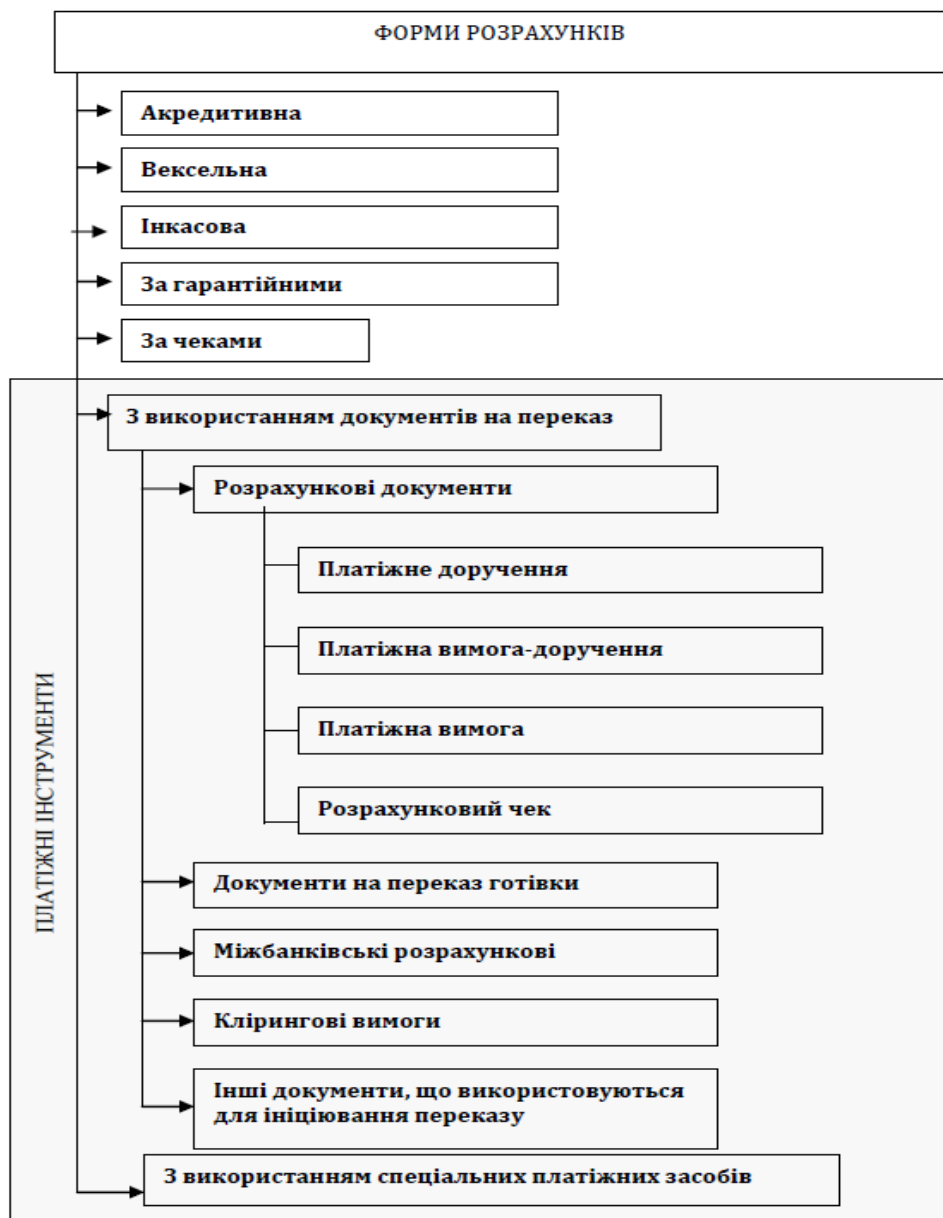 ФОРМИ РОЗРАХУНКІВ
Акредитивна
Вексельна
Інкасова
За гарантійними
За чеками
ПЛАТІЖНІ ІНСТРУМЕНТИ
З використанням документів на переказ
Розрахункові документи
Платіжне доручення
Платіжна вимога-доручення
Платіжна вимога
Розрахунковий чек
Документи на переказ готівки
Міжбанківські розрахункові
Клірингові вимоги
Інші документи, що використовуються
для ініціювання переказу
З використанням спеціальних платіжних засобів